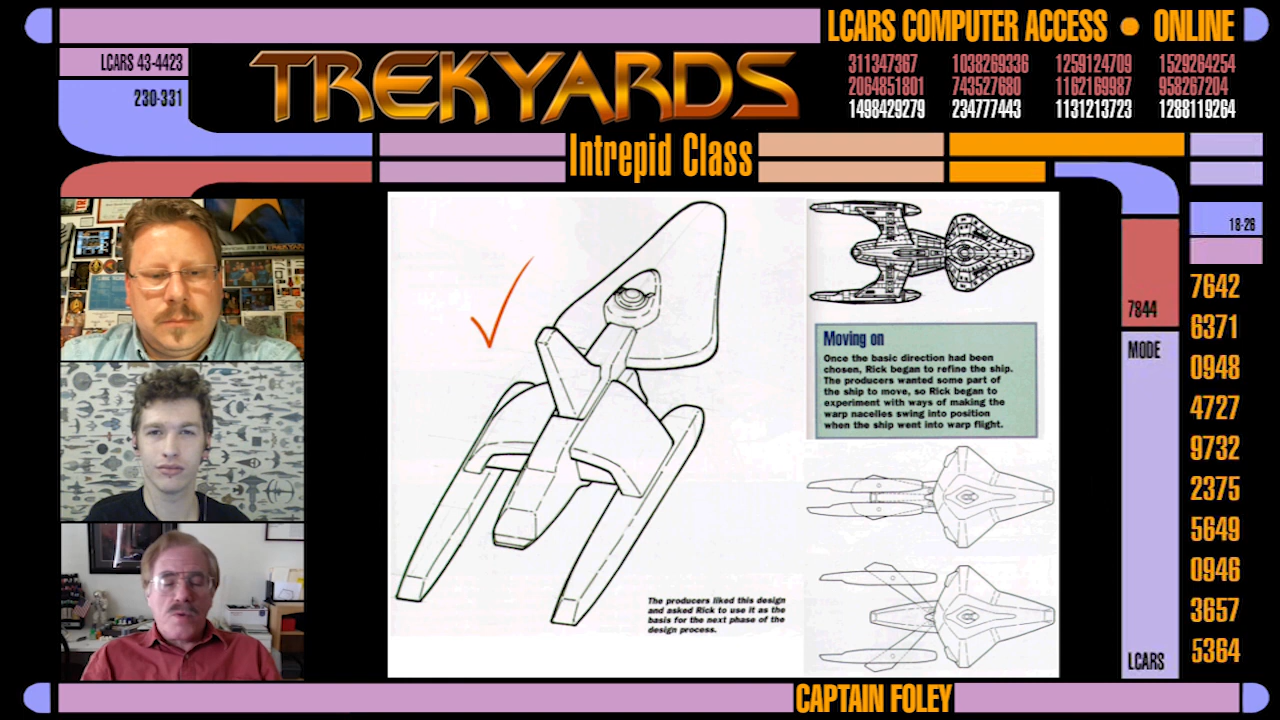 LCARS COMPUTER ACCESS • ONLINE
LCARS 43-4423
230-331
TREKYARDS
311347367 1038269336 1259124709 1529264254
2064851801 743527680 1162169987 958267204
1498429279 234777443 1131213723 1288119264
Intrepid Class
18-26
7844
MODE
LCARS
7642
6371
0948
4727
9732
2375
5649
0946
3657
5364
Moving on
Once the basic direction had been
chosen, Rick began to refine the ship.
The producers wanted some part of
the ship to move, so Rick began to
experiment with ways of making the
warp nacelles swing into position
when the ship went into warp flight.
The producers liked this design
and asked Rick to use it as the
basis for the next phase of the
design process.
CAPTAIN FOLEY